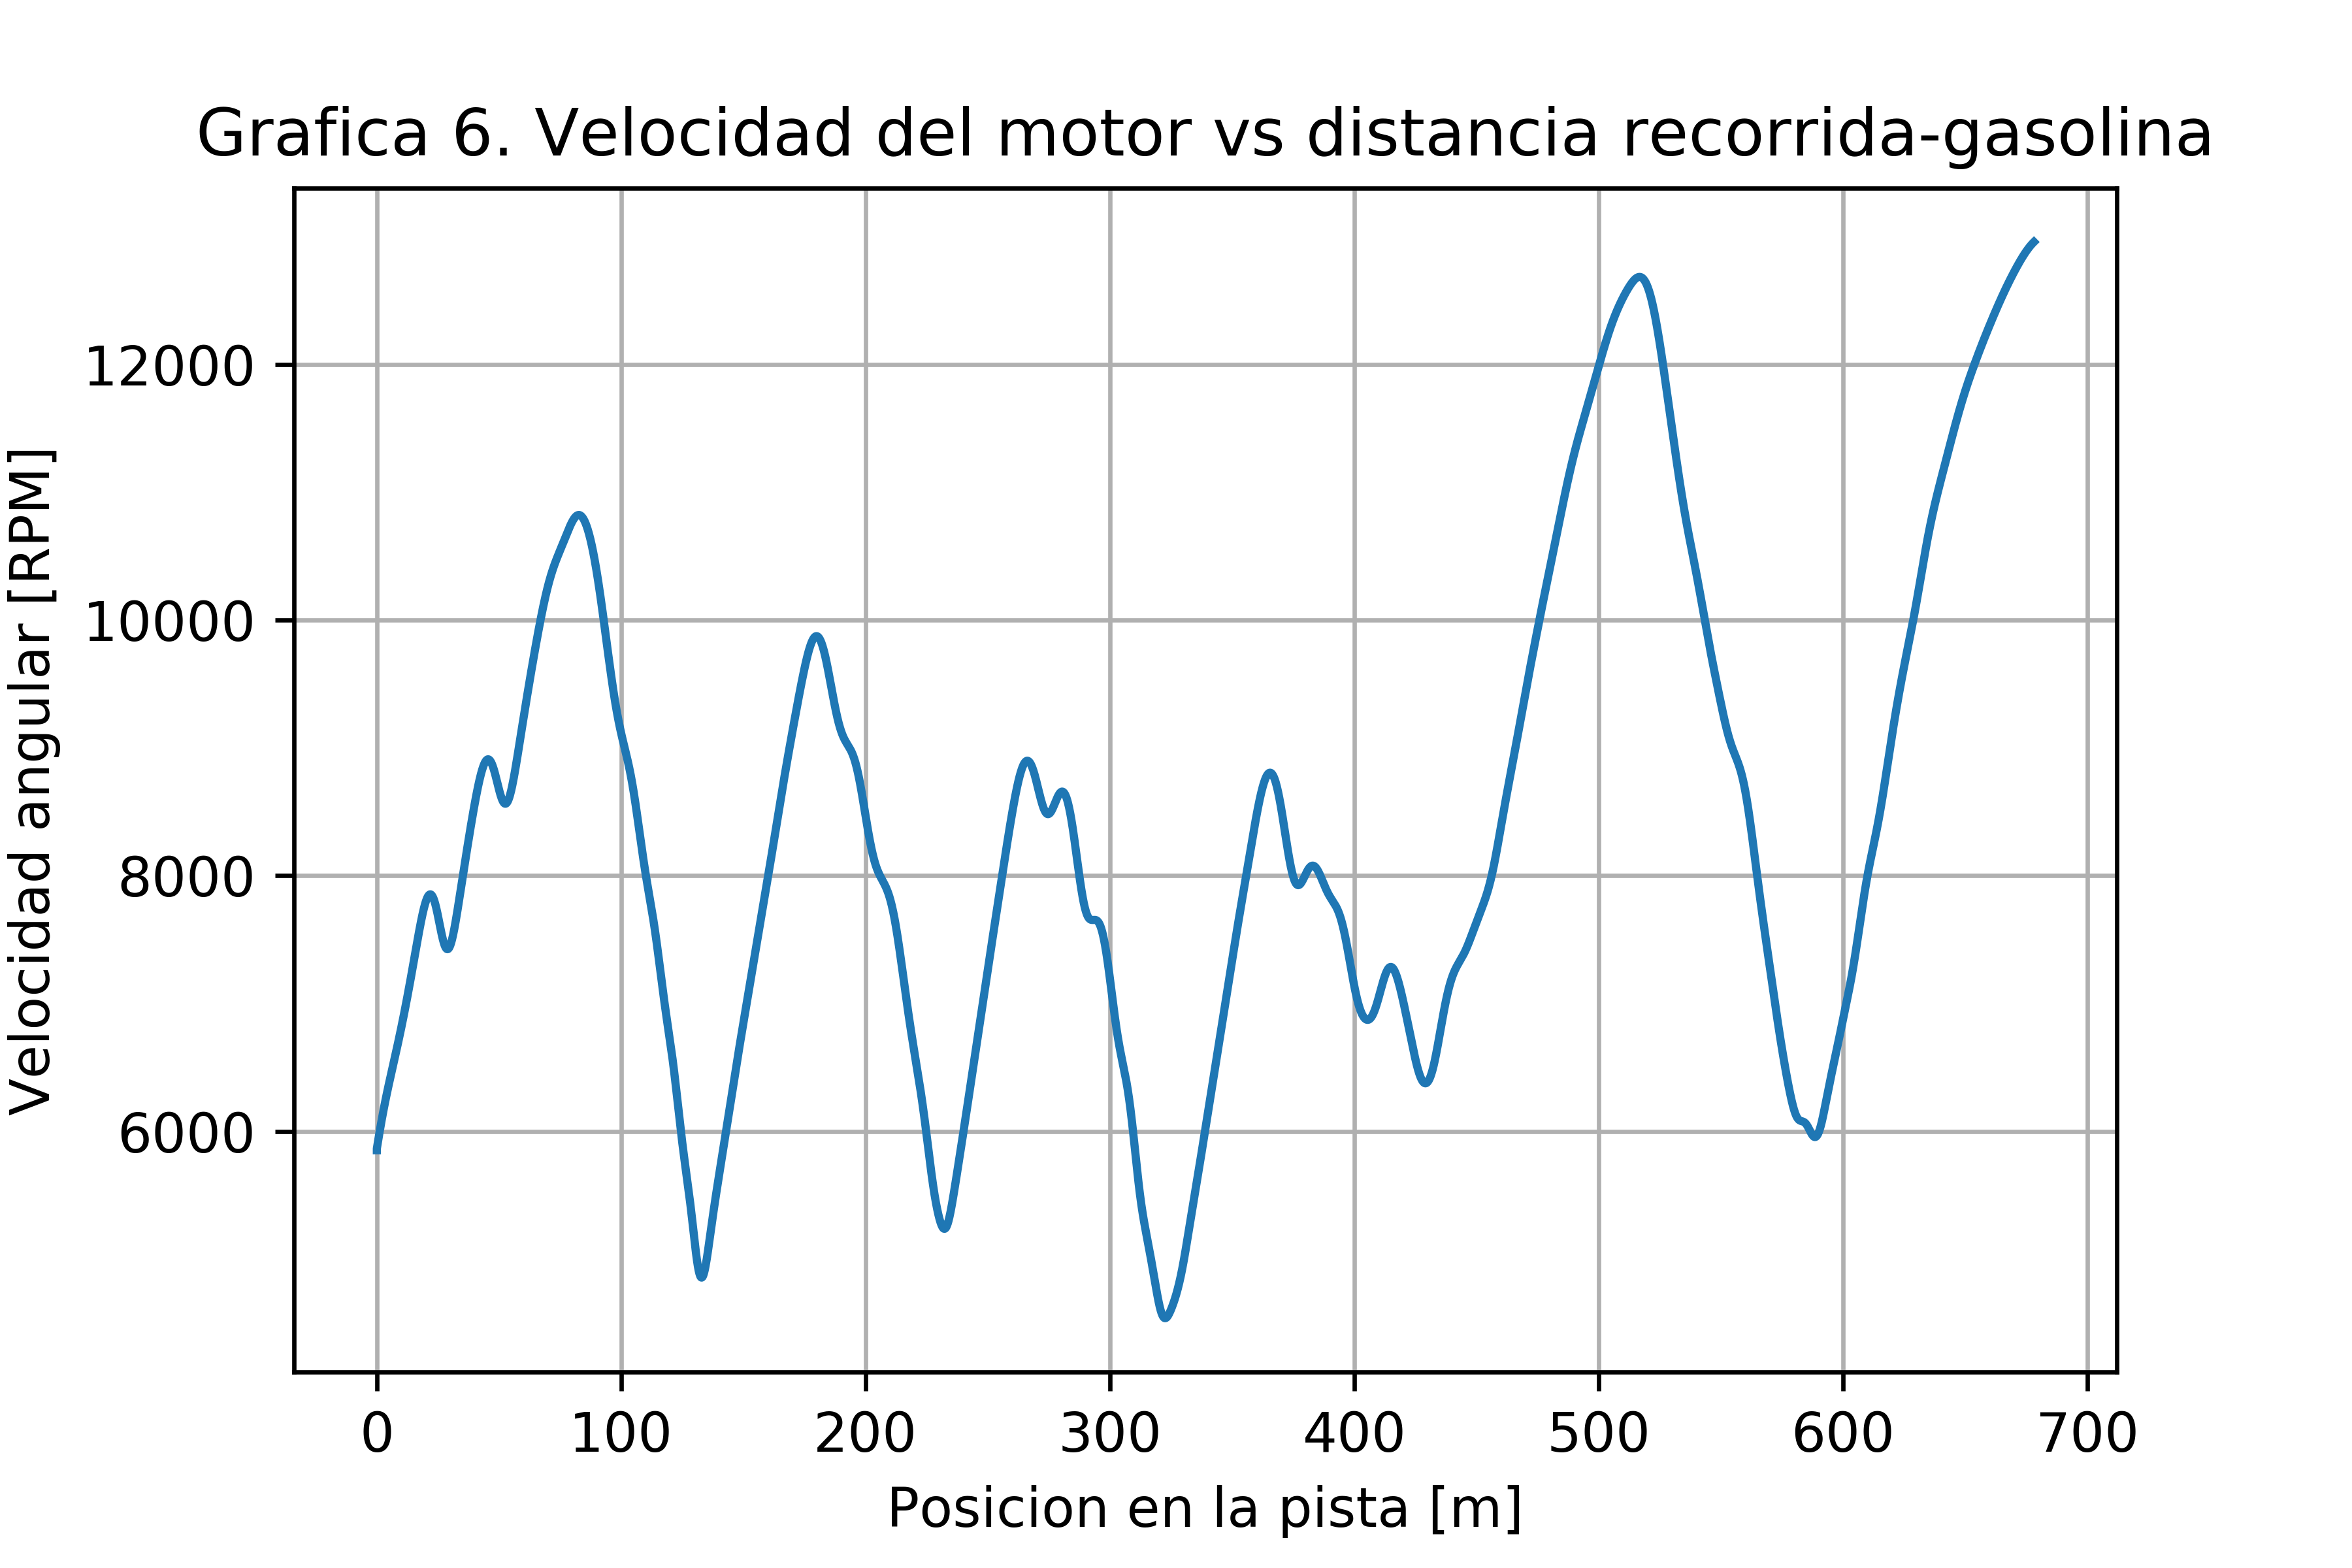 Grafica 6. Velocidad del motor vs distancia recorrida-gasolina
Velocidad angular [RPM]
12000
10000
8000
6000
0 100 200 300 400 500 600 700
Posicion en la pista [m]